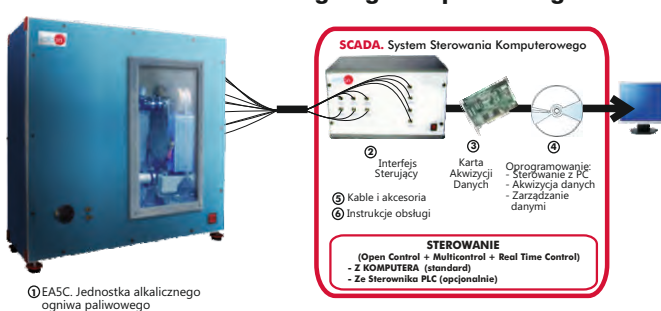 SCADA. System Sterowania Komputerowego
② Interfejs
Sterujący
③ Karta
Akwizycji
Danych
④ Oprogramowanie:
- Sterowanie z PC
- Akwizycja danych
- Zarządzanie
danymi
⑤ Kable i akcesoria
⑥ Instrukcje obsługi
STEROWANIE
(Open Control + Multicontrol + Real Time Control)
- Z KOMPUTERA (standard)
- Ze Sterownika PLC (opcjonalnie)
① EA5C. Jednostka alkalicznego
ogniwa paliwowego